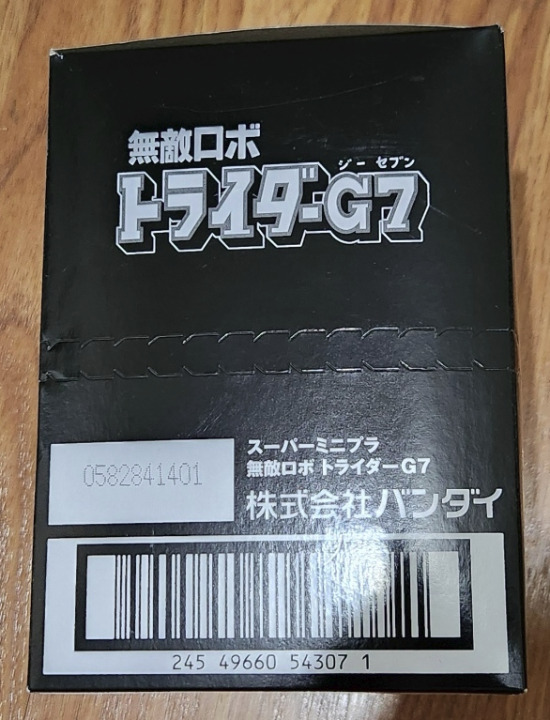 無敵ロボ
ジー セブン
トライダーG7
スーパーミニプラ
無敵ロボ トライダーG7
0582841401
株式会社バンダイ
245 49660 54307 1